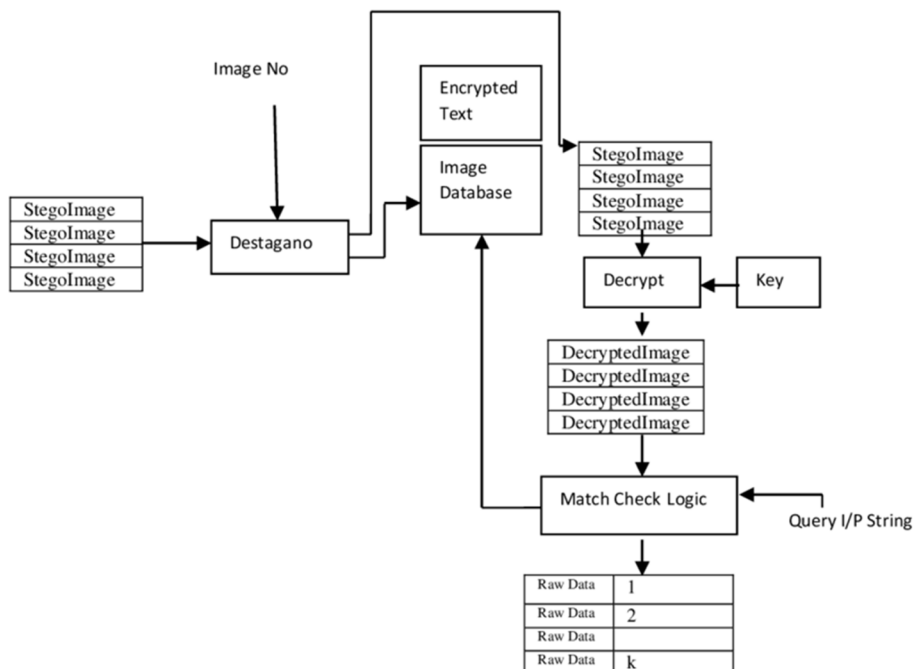 Image No
Encrypted
Text
Image
Database
StegoImage
StegoImage
StegoImage
StegoImage
Destagano
StegoImage
StegoImage
StegoImage
StegoImage
Decrypt
Key
DecryptedImage
DecryptedImage
DecryptedImage
DecryptedImage
Match Check Logic
Query I/P String
Raw Data 1
Raw Data 2
Raw Data
Raw Data k